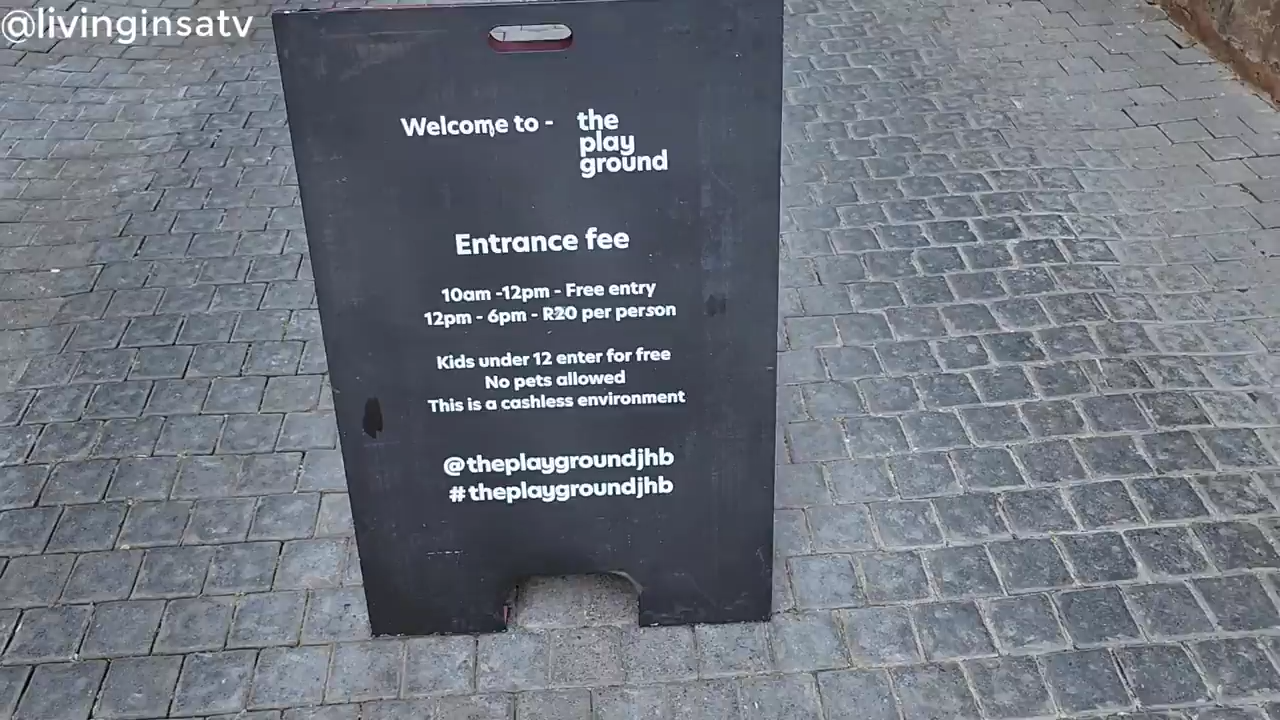 @livinginsatv
Welcome to - the
play
ground
Entrance fee
10am -12pm - Free entry
12pm - 6pm - R20 per person
Kids under 12 enter for free
No pets allowed
This is a cashless environment
@theplaygroundjhb
#theplaygroundjhb